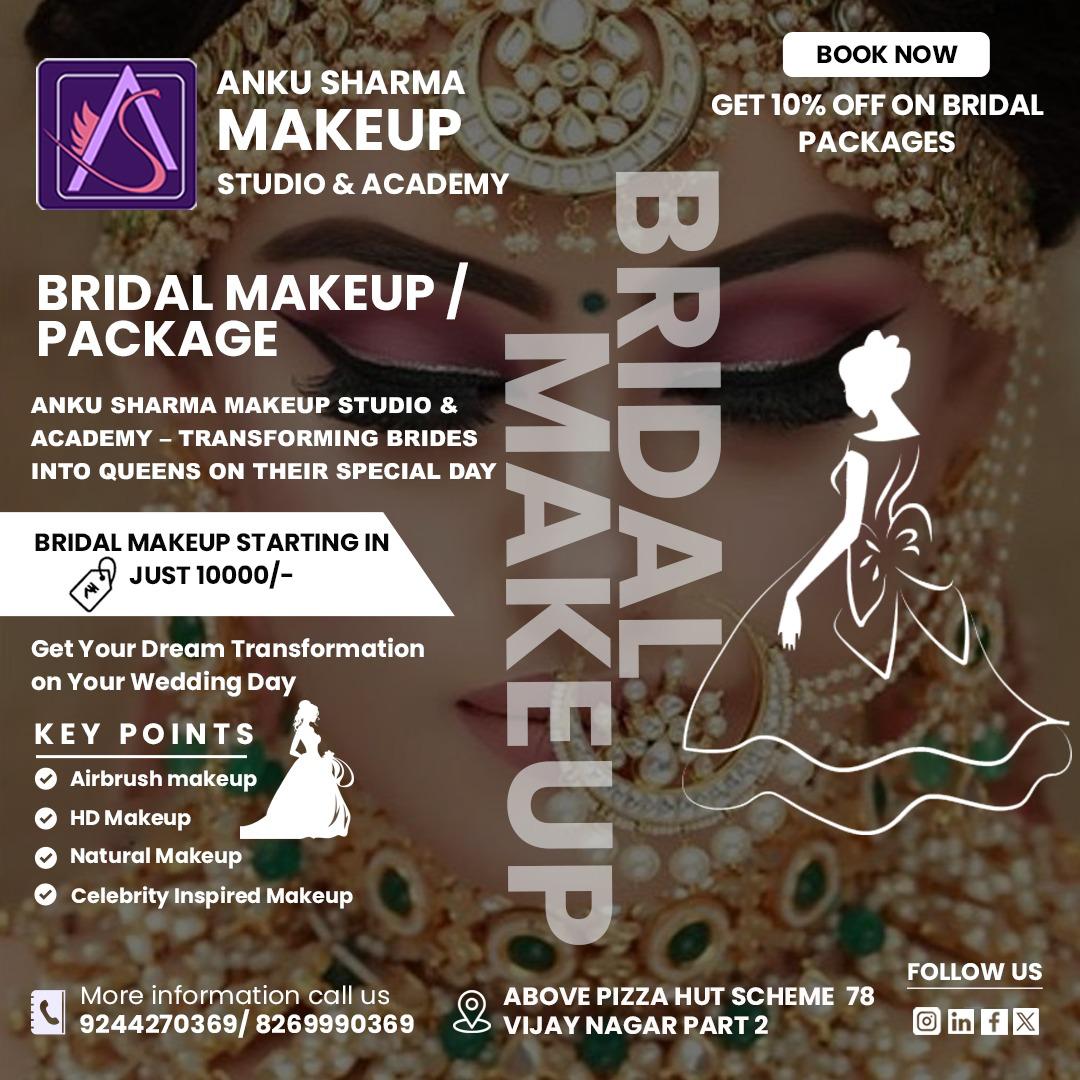 ANKU SHARMA
MAKEUP
STUDIO & ACADEMY
BOOK NOW
GET 10% OFF ON BRIDAL
PACKAGES
BRIDAL MAKEUP /
PACKAGE
ANKU SHARMA MAKEUP STUDIO &
ACADEMY – TRANSFORMING BRIDES
INTO QUEENS ON THEIR SPECIAL DAY
BRIDAL
MAKEUP
BRIDAL MAKEUP STARTING IN
JUST 10000/-
Get Your Dream Transformation
on Your Wedding Day
KEY POINTS
Airbrush makeup
HD Makeup
Natural Makeup
Celebrity Inspired Makeup
More information call us
9244270369/ 8269990369
ABOVE PIZZA HUT SCHEME 78
VIJAY NAGAR PART 2
FOLLOW US